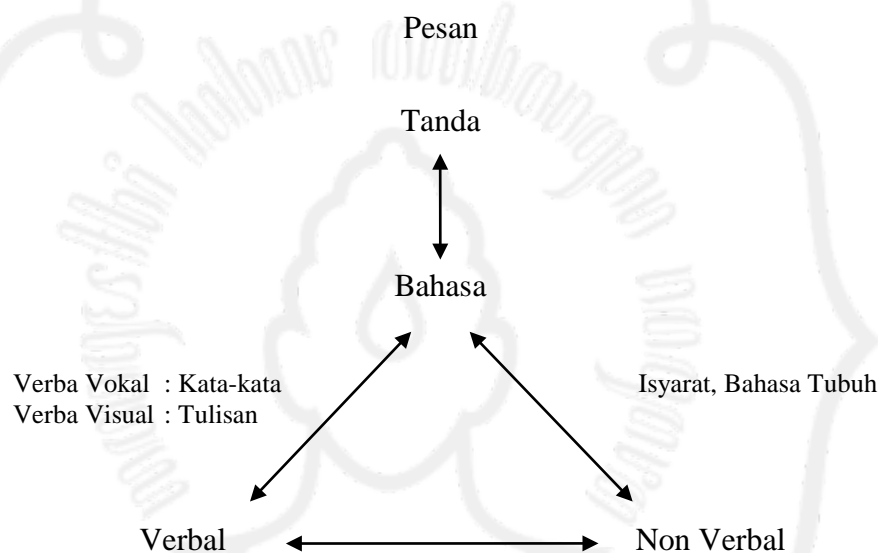 Pesan
Tanda
Bahasa
Verba Vokal : Kata-kata
Verba Visual : Tulisan
Isyarat, Bahasa Tubuh
Verbal
Non Verbal